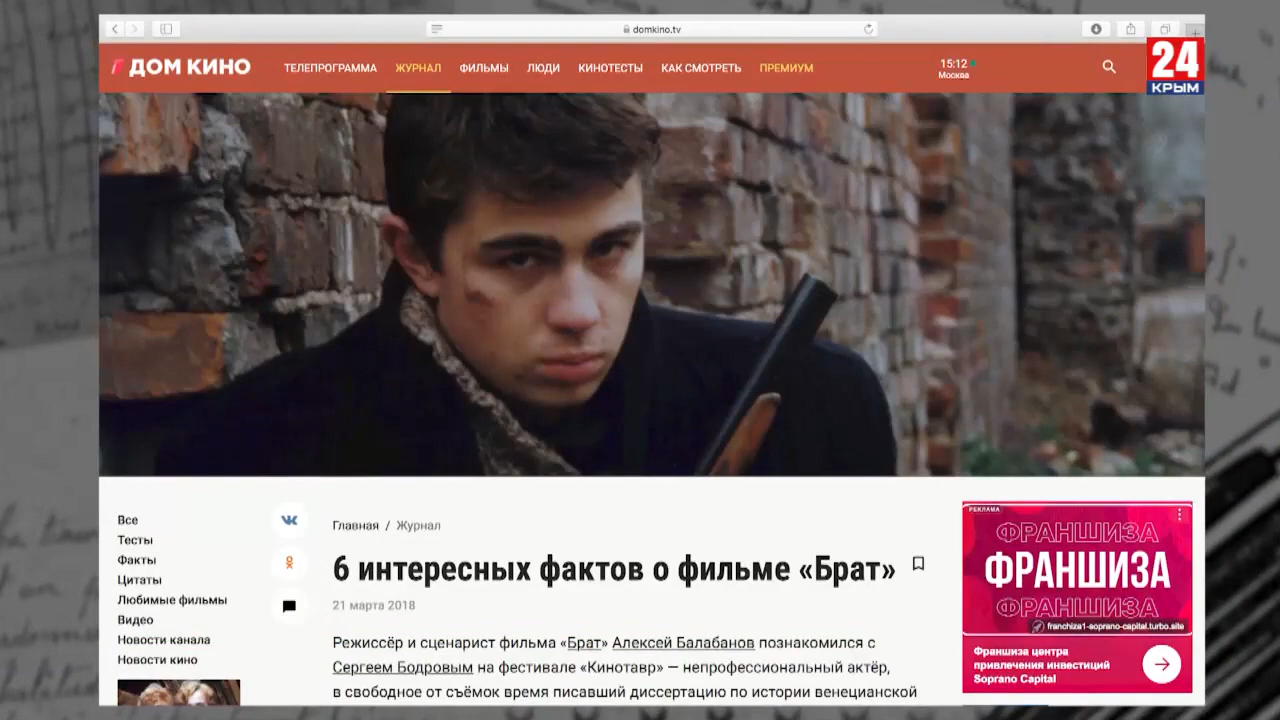 domkino.tv
ДОМ КИНО
ТЕЛЕПРОГРАММА
ЖУРНАЛ
ФИЛЬМЫ
ЛЮДИ
КИНОТЕСТЫ
КАК СМОТРЕТЬ
ПРЕМИУМ
15:12
Москва
24
КРЫМ
Все
Тесты
Факты
Цитаты
Любимые фильмы
Видео
Новости канала
Новости кино
Главная / Журнал
6 интересных фактов о фильме «Брат»
21 марта 2018
Режиссёр и сценарист фильма «Брат» Алексей Балабанов познакомился с
Сергеем Бодровым на фестивале «Кинотавр» — непрофессиональный актёр,
в свободное от съёмок время писавший диссертацию по истории венецианской
РЕКЛАМА
ФРАНШИЗА
ФРАНШИЗА
ФРАНШИЗА
franchiza1-soprano-capital.turbo.site
Франшиза центра
привлечения инвестиций
Soprano Capital